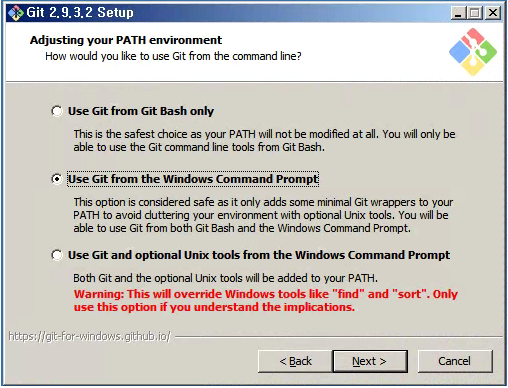 Git 2.9.3.2 Setup
Adjusting your PATH environment
How would you like to use Git from the command line?
Use Git from Git Bash only
This is the safest choice as your PATH will not be modified at all. You will only be
able to use the Git command line tools from Git Bash.
Use Git from the Windows Command Prompt
This option is considered safe as it only adds some minimal Git wrappers to your
PATH to avoid cluttering your environment with optional Unix tools. You will be
able to use Git from both Git Bash and the Windows Command Prompt.
Use Git and optional Unix tools from the Windows Command Prompt
Both Git and the optional Unix tools will be added to your PATH.
Warning: This will override Windows tools like "find" and "sort". Only
use this option if you understand the implications.
https://git-for-windows.github.io/
< Back Next > Cancel